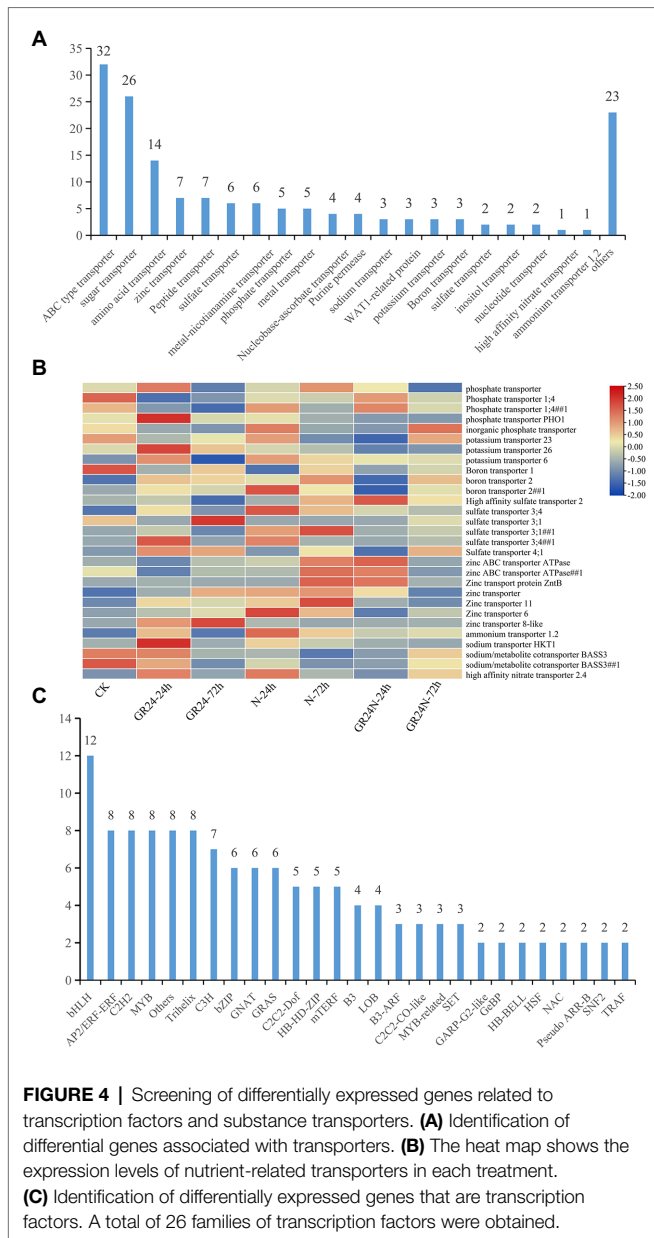 A
35
30
25
20
15
10
5
0
32
26
14
7
7
6
6
5
5
4
4
3
3
3
3
2
2
2
1
1
23
ABC type transporter
sugar transporter
amino acid transporter
zinc transporter
Peptide transporter
sulfate transporter
metal-nicotianamine transporter
phosphate transporter
metal transporter
Nucleobase-ascorbate transporter
Purine permease
sodium transporter
WAT1-related protein
potassium transporter
Boron transporter
sulfate transporter
inositol transporter
nucleotide transporter
high affinity nitrate transporter
ammonium transporter 1,2
others
B
phosphate transporter
Phosphate transporter 1;4
Phosphate transporter 1;4##1
phosphate transporter PHO1
inorganic phosphate transporter
potassium transporter 23
potassium transporter 26
potassium transporter 6
Boron transporter 1
boron transporter 2
boron transporter 2##1
High affinity sulfate transporter 2
sulfate transporter 3;4
sulfate transporter 3;1
sulfate transporter 3;1##1
sulfate transporter 3;4##1
Sulfate transporter 4;1
zinc ABC transporter ATPase
zinc ABC transporter ATPase##1
Zinc transport protein ZntB
zinc transporter
Zinc transporter 11
Zinc transporter 6
zinc transporter 8-like
ammonium transporter 1.2
sodium transporter HKT1
sodium/metabolite cotransporter BASS3
sodium/metabolite cotransporter BASS3##1
high affinity nitrate transporter 2.4
2.50
2.00
1.50
1.00
0.50
0.00
-0.50
-1.00
-1.50
-2.00
CK
GR24-24h
GR24-72h
N-24h
N-72h
GR24N-24h
GR24N-72h
C
14
12
10
8
6
4
2
0
12
8
8
8
8
8
7
6
6
6
5
5
5
4
4
3
3
3
3
2
2
2
2
2
2
2
2
bHLH
AP2/ERF-ERF
C2H2
MYB
Others
Trihelix
C3H
bZIP
GNAT
GRAS
C2C2-Dof
HB-HD-ZIP
mTERF
B3
LOB
B3-ARF
C2C2-CO-like
MYB-related
SET
GARP-G2-like
GeBP
HB-BELL
HSF
NAC
Pseudo ARR-B
SNF2
TRAF
FIGURE 4 | Screening of differentially expressed genes related to
transcription factors and substance transporters. (A) Identification of
differential genes associated with transporters. (B) The heat map shows the
expression levels of nutrient-related transporters in each treatment.
(C) Identification of differentially expressed genes that are transcription
factors. A total of 26 families of transcription factors were obtained.